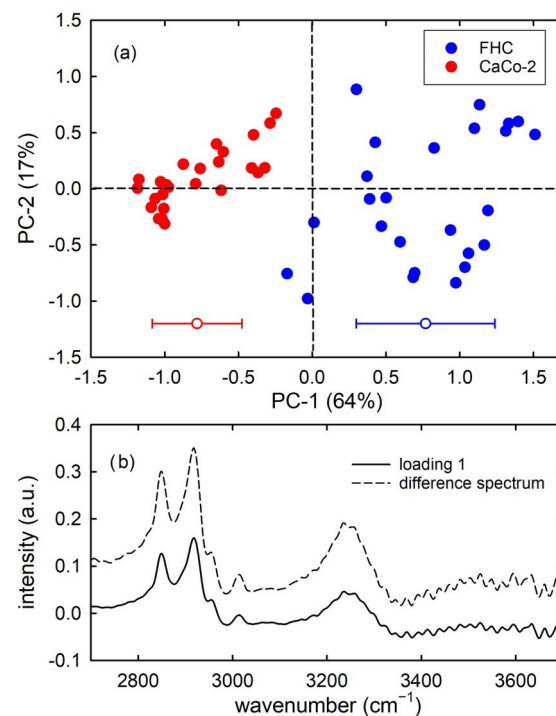 (a)
FHC
CaCo-2
1.5
1.0
0.5
0.0
-0.5
-1.0
-1.5
PC-2 (17%)
-1.5 -1.0 -0.5 0.0 0.5 1.0 1.5
PC-1 (64%)
(b)
loading 1
difference spectrum
0.4
0.3
0.2
0.1
0.0
-0.1
intensity (a.u.)
2800 3000 3200 3400 3600
wavenumber (cm⁻¹)